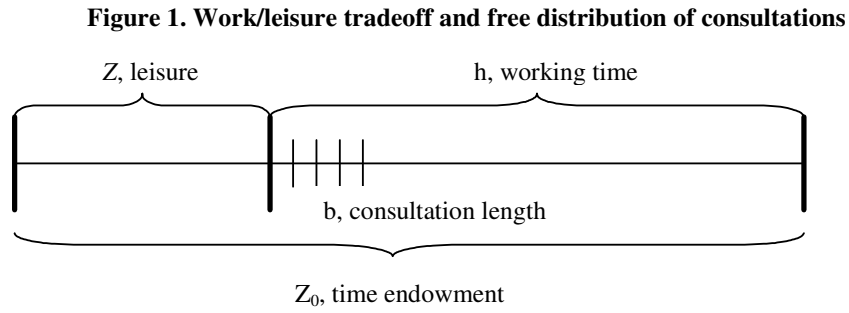 Figure 1. Work/leisure tradeoff and free distribution of consultations
Z, leisure
h, working time
b, consultation length
Z₀, time endowment